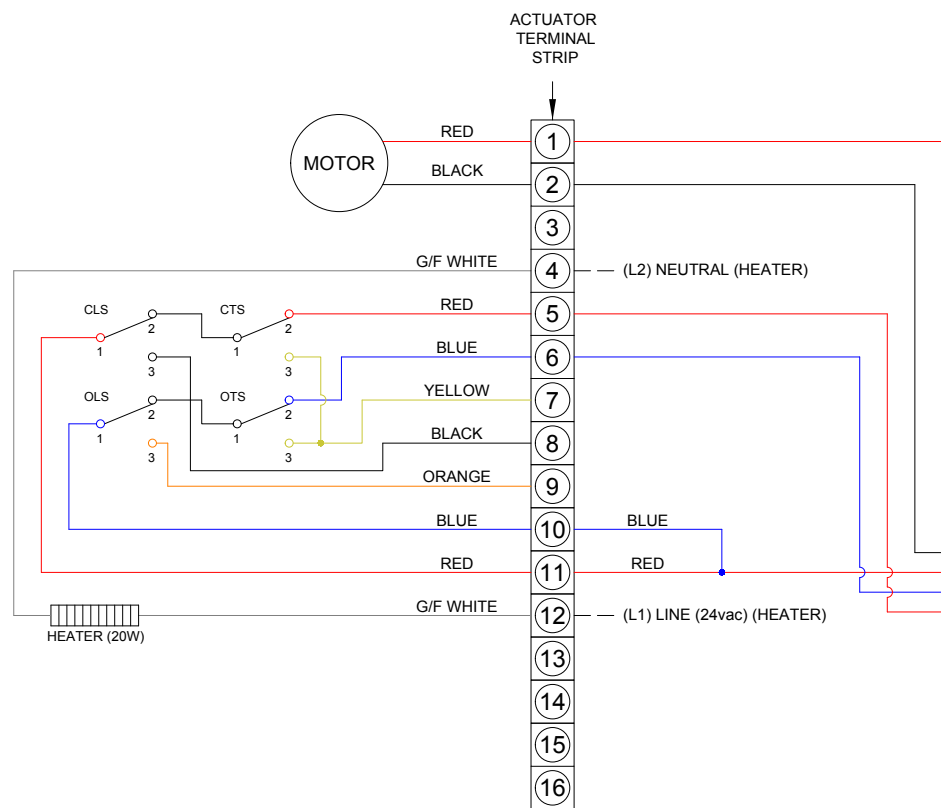 ACTUATOR
TERMINAL
STRIP
MOTOR
RED
1
BLACK
2
3
G/F WHITE
4
(L2) NEUTRAL (HEATER)
CLS
1
2
3
CTS
1
2
3
RED
5
BLUE
6
OLS
1
2
3
OTS
1
2
3
YELLOW
7
BLACK
8
ORANGE
9
BLUE
10
BLUE
RED
11
RED
HEATER (20W)
G/F WHITE
12
(L1) LINE (24vac) (HEATER)
13
14
15
16